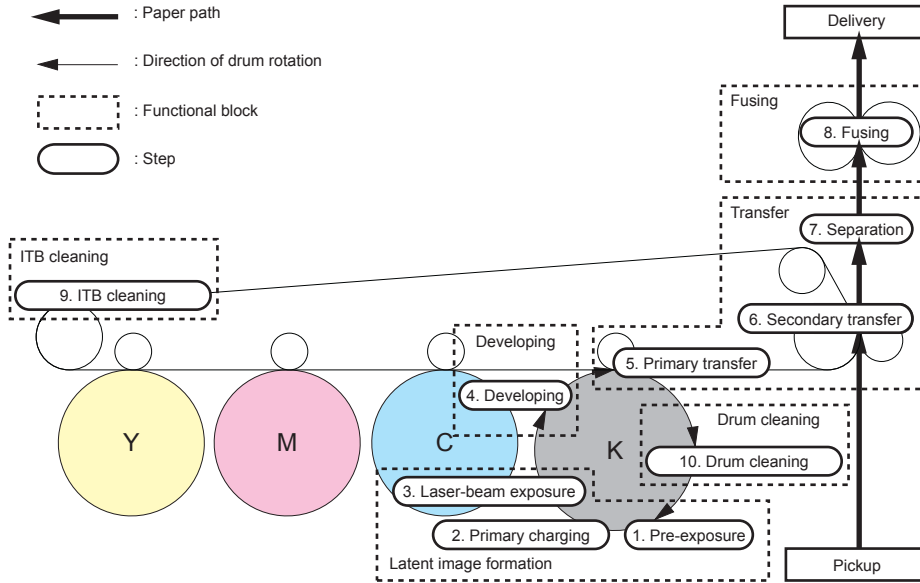 : Paper path
: Direction of drum rotation
: Functional block
: Step
Delivery
Fusing
8. Fusing
Transfer
7. Separation
ITB cleaning
9. ITB cleaning
6. Secondary transfer
Developing
5. Primary transfer
4. Developing
Drum cleaning
Y
M
C
K
10. Drum cleaning
3. Laser-beam exposure
2. Primary charging
1. Pre-exposure
Latent image formation
Pickup